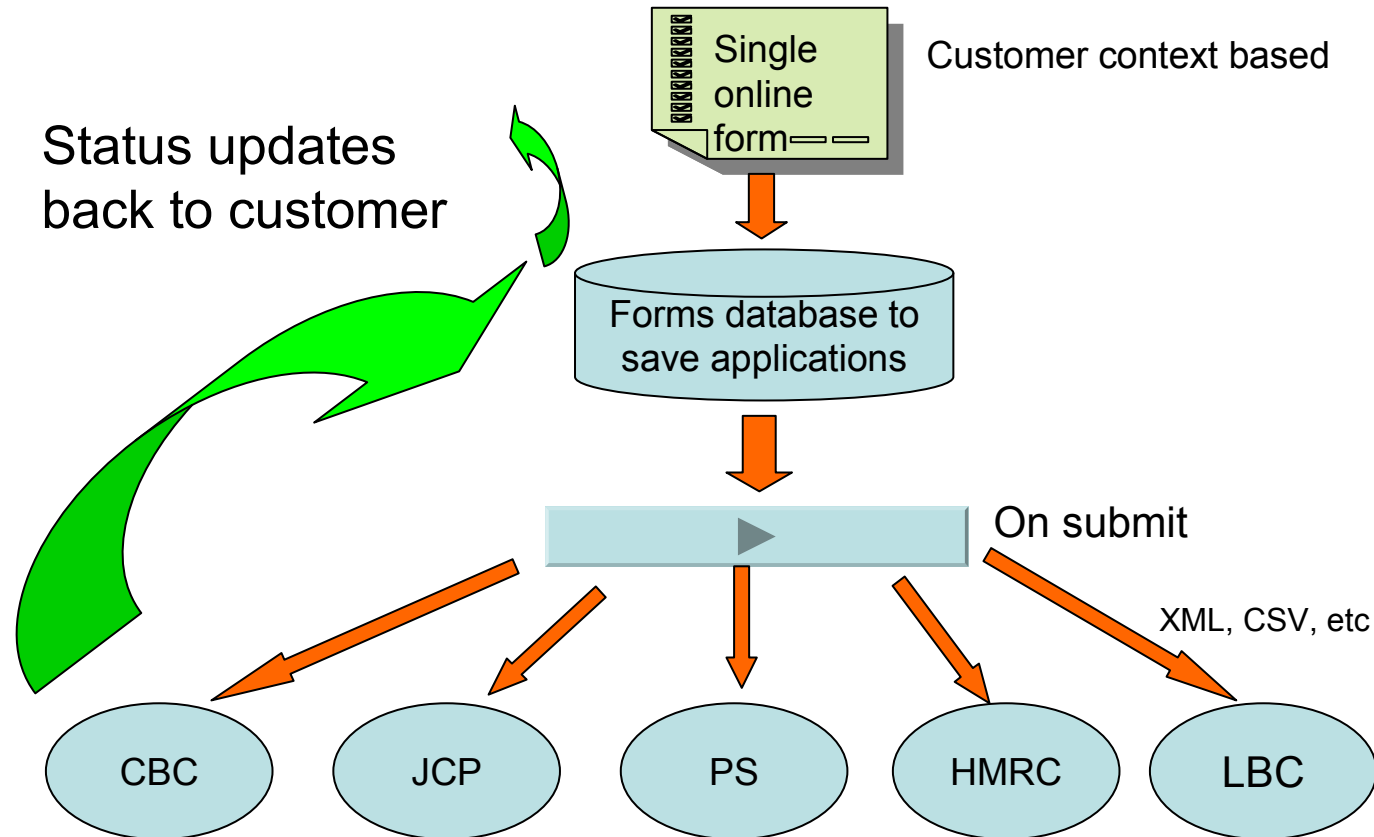 Single
online
form
Customer context based
Status updates
back to customer
Forms database to
save applications
On submit
XML, CSV, etc
CBC
JCP
PS
HMRC
LBC